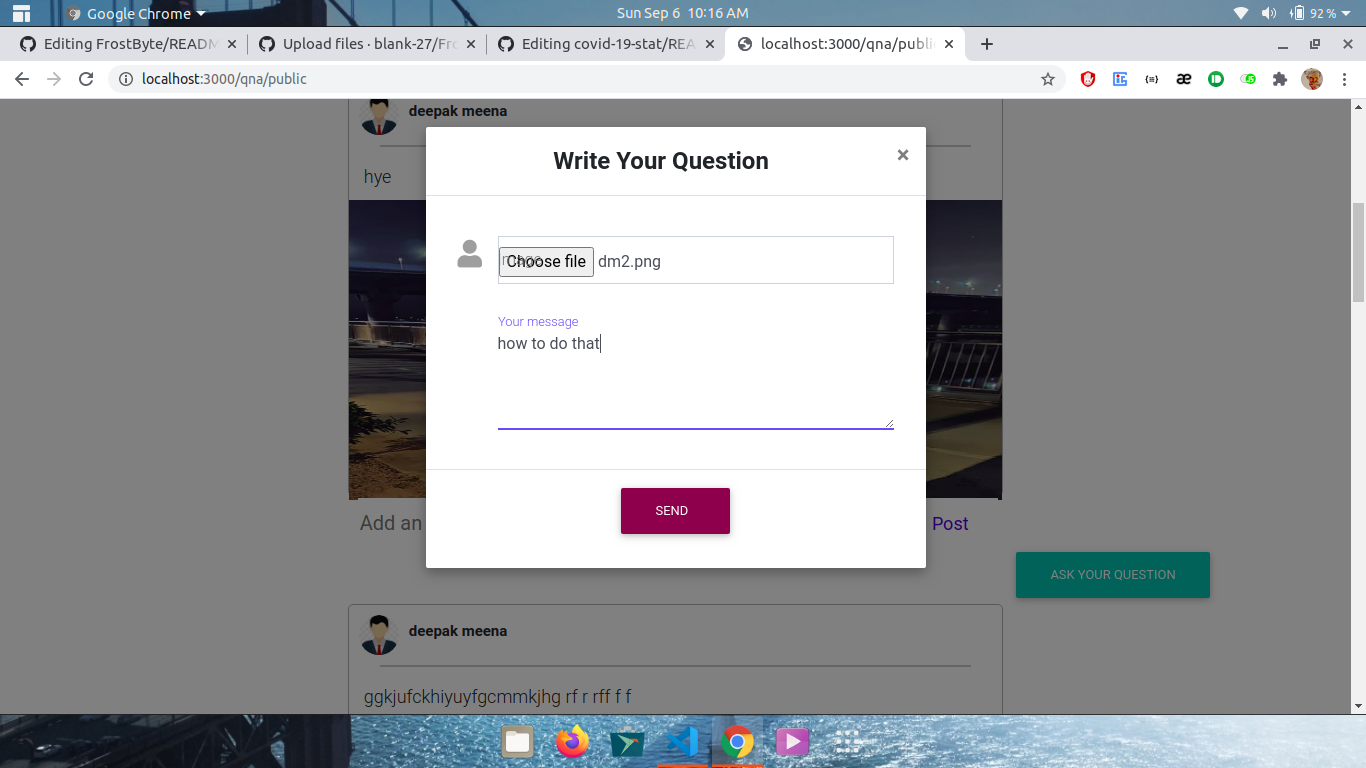 Google Chrome
Sun Sep 6 10:16 AM
92 %
Editing FrostByte/READM
Upload files · blank-27/Fro
Editing covid-19-stat/REA
localhost:3000/qna/public
localhost:3000/qna/public
deepak meena
Write Your Question
×
hye
Choose file dm2.png
Your message
how to do that
SEND
Add an
Post
ASK YOUR QUESTION
deepak meena
ggkjufckhiyuyfgcmmkjhg rf r rff f f